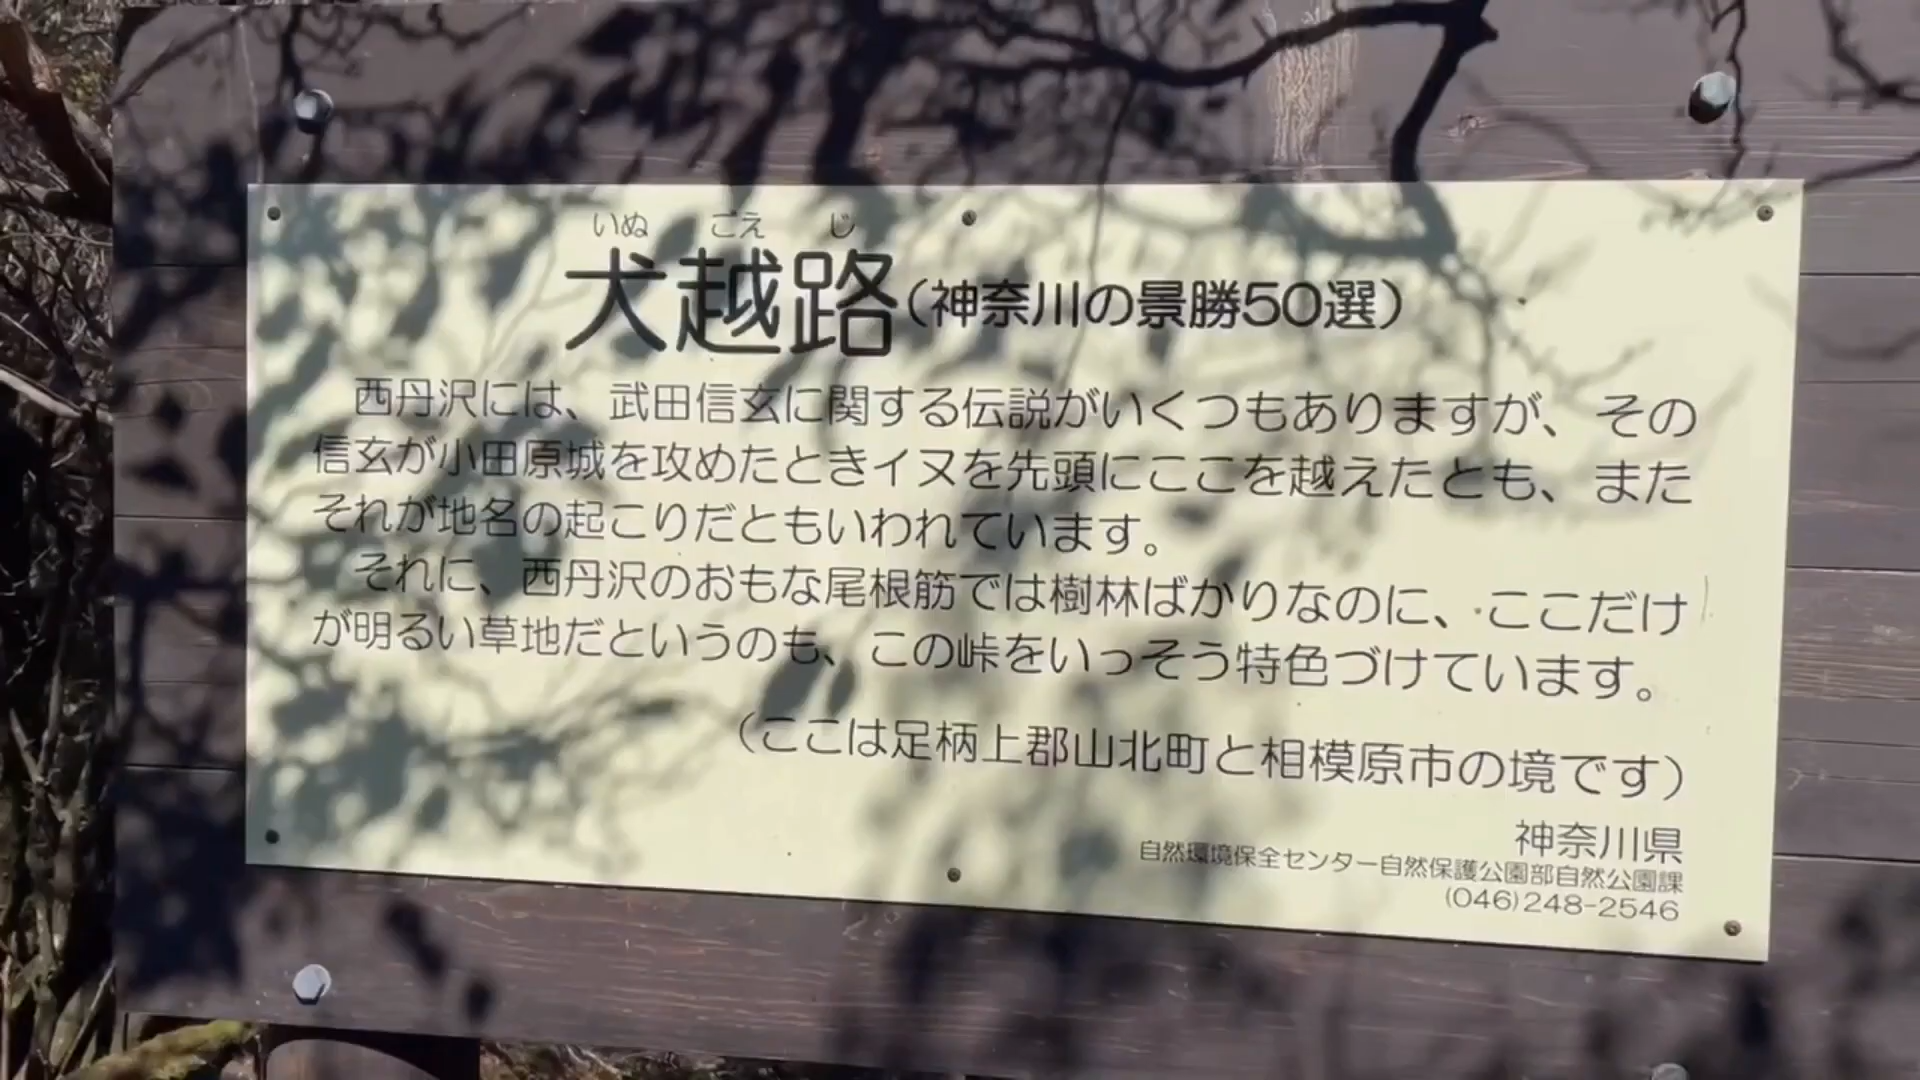 いぬ ごえ じ
犬越路(神奈川の景勝50選)
西丹沢には、武田信玄に関する伝説がいくつもありますが、その
信玄が小田原城を攻めたときイヌを先頭にここを越えたとも、また
それが地名の起こりだともいわれています。
それに、西丹沢のおもな尾根筋では樹林ばかりなのに、ここだけ
が明るい草地だというのも、この峠をいっそう特色づけています。
(ここは足柄上郡山北町と相模原市の境です)
神奈川県
自然環境保全センター自然保護公園部自然公園課
(046)248-2546